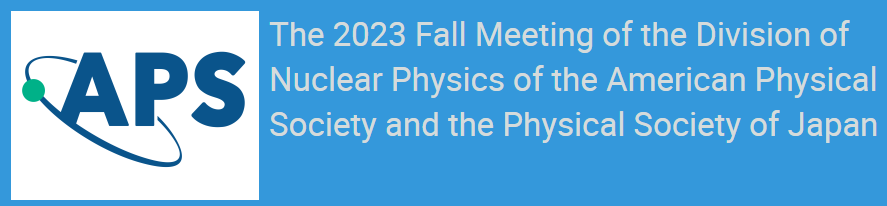 APS
The 2023 Fall Meeting of the Division of
Nuclear Physics of the American Physical
Society and the Physical Society of Japan